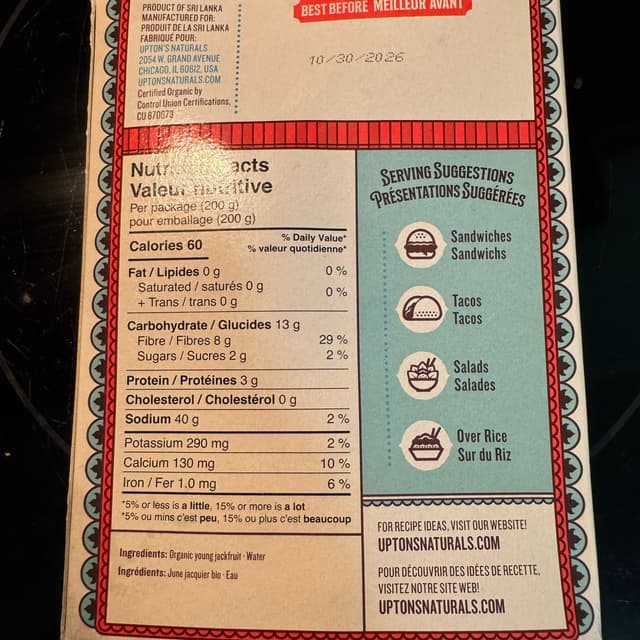 PRODUCT OF SRI LANKA
MANUFACTURED FOR:
PRODUIT DE LA SRI LANKA
FABRIQUÉ POUR:
UPTON'S NATURALS
2054 W. GRAND AVENUE
CHICAGO, IL 60612, USA
UPTONSNATURALS.COM
Certified Organic by
Control Union Certifications,
CU 870073
BEST BEFORE MEILLEUR AVANT
10/30/2026
Valeur nutritive
Per package (200 g)
pour emballage (200 g)
Calories 60
% Daily Value*
% valeur quotidienne*
Fat / Lipides 0 g 0 %
Saturated / saturés 0 g
+ Trans / trans 0 g 0 %
Carbohydrate / Glucides 13 g
Fibre / Fibres 8 g 29 %
Sugars / Sucres 2 g 2 %
Protein / Protéines 3 g
Cholesterol / Cholestérol 0 g
Sodium 40 g 2 %
Potassium 290 mg 2 %
Calcium 130 mg 10 %
Iron / Fer 1.0 mg 6 %
*5% or less is a little, 15% or more is a lot
*5% ou mins c'est peu, 15% ou plus c'est beaucoup
Ingredients: Organic young jackfruit · Water
Ingrédients: June jacquier bio · Eau
SERVING SUGGESTIONS
PRÉSENTATIONS SUGGÉRÉES
Sandwiches
Sandwichs
Tacos
Tacos
Salads
Salades
Over Rice
Sur du Riz
FOR RECIPE IDEAS, VISIT OUR WEBSITE!
UPTONSNATURALS.COM
POUR DÉCOUVRIR DES IDÉES DE RECETTE,
VISITEZ NOTRE SITE WEB!
UPTONSNATURALS.COM